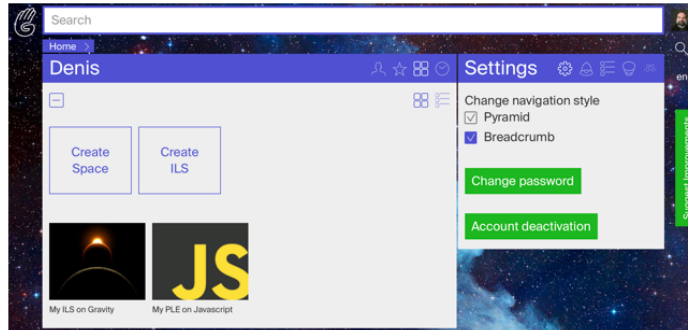 Search
Home
Denis
Settings
en
Change navigation style
Pyramid
Breadcrumb
Create
Space
Create
ILS
Change password
Account deactivation
Suggest Improvements
JS
My ILS on Gravity
My PLE on Javascript